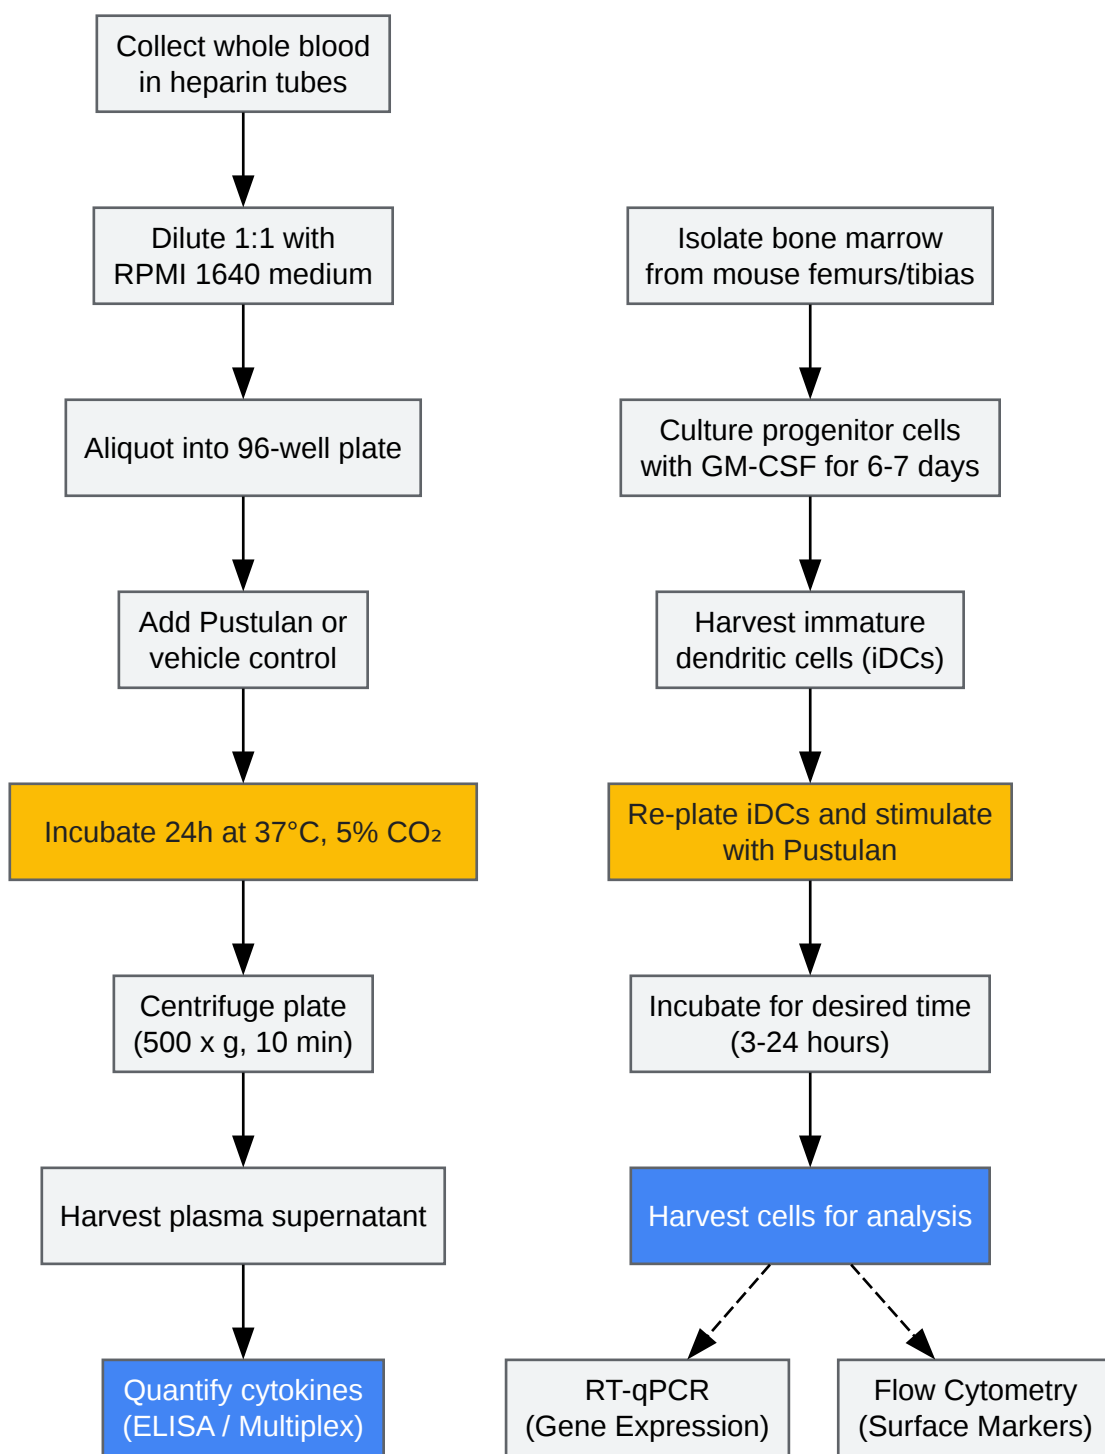 Collect whole blood
in heparin tubes
Dilute 1:1 with
RPMI 1640 medium
Aliquot into 96-well plate
Add Pustulan or
vehicle control
Incubate 24h at 37°C, 5% CO₂
Centrifuge plate
(500 x g, 10 min)
Harvest plasma supernatant
Quantify cytokines
(ELISA / Multiplex)
Isolate bone marrow
from mouse femurs/tibias
Culture progenitor cells
with GM-CSF for 6-7 days
Harvest immature
dendritic cells (iDCs)
Re-plate iDCs and stimulate
with Pustulan
Incubate for desired time
(3-24 hours)
Harvest cells for analysis
RT-qPCR
(Gene Expression)
Flow Cytometry
(Surface Markers)